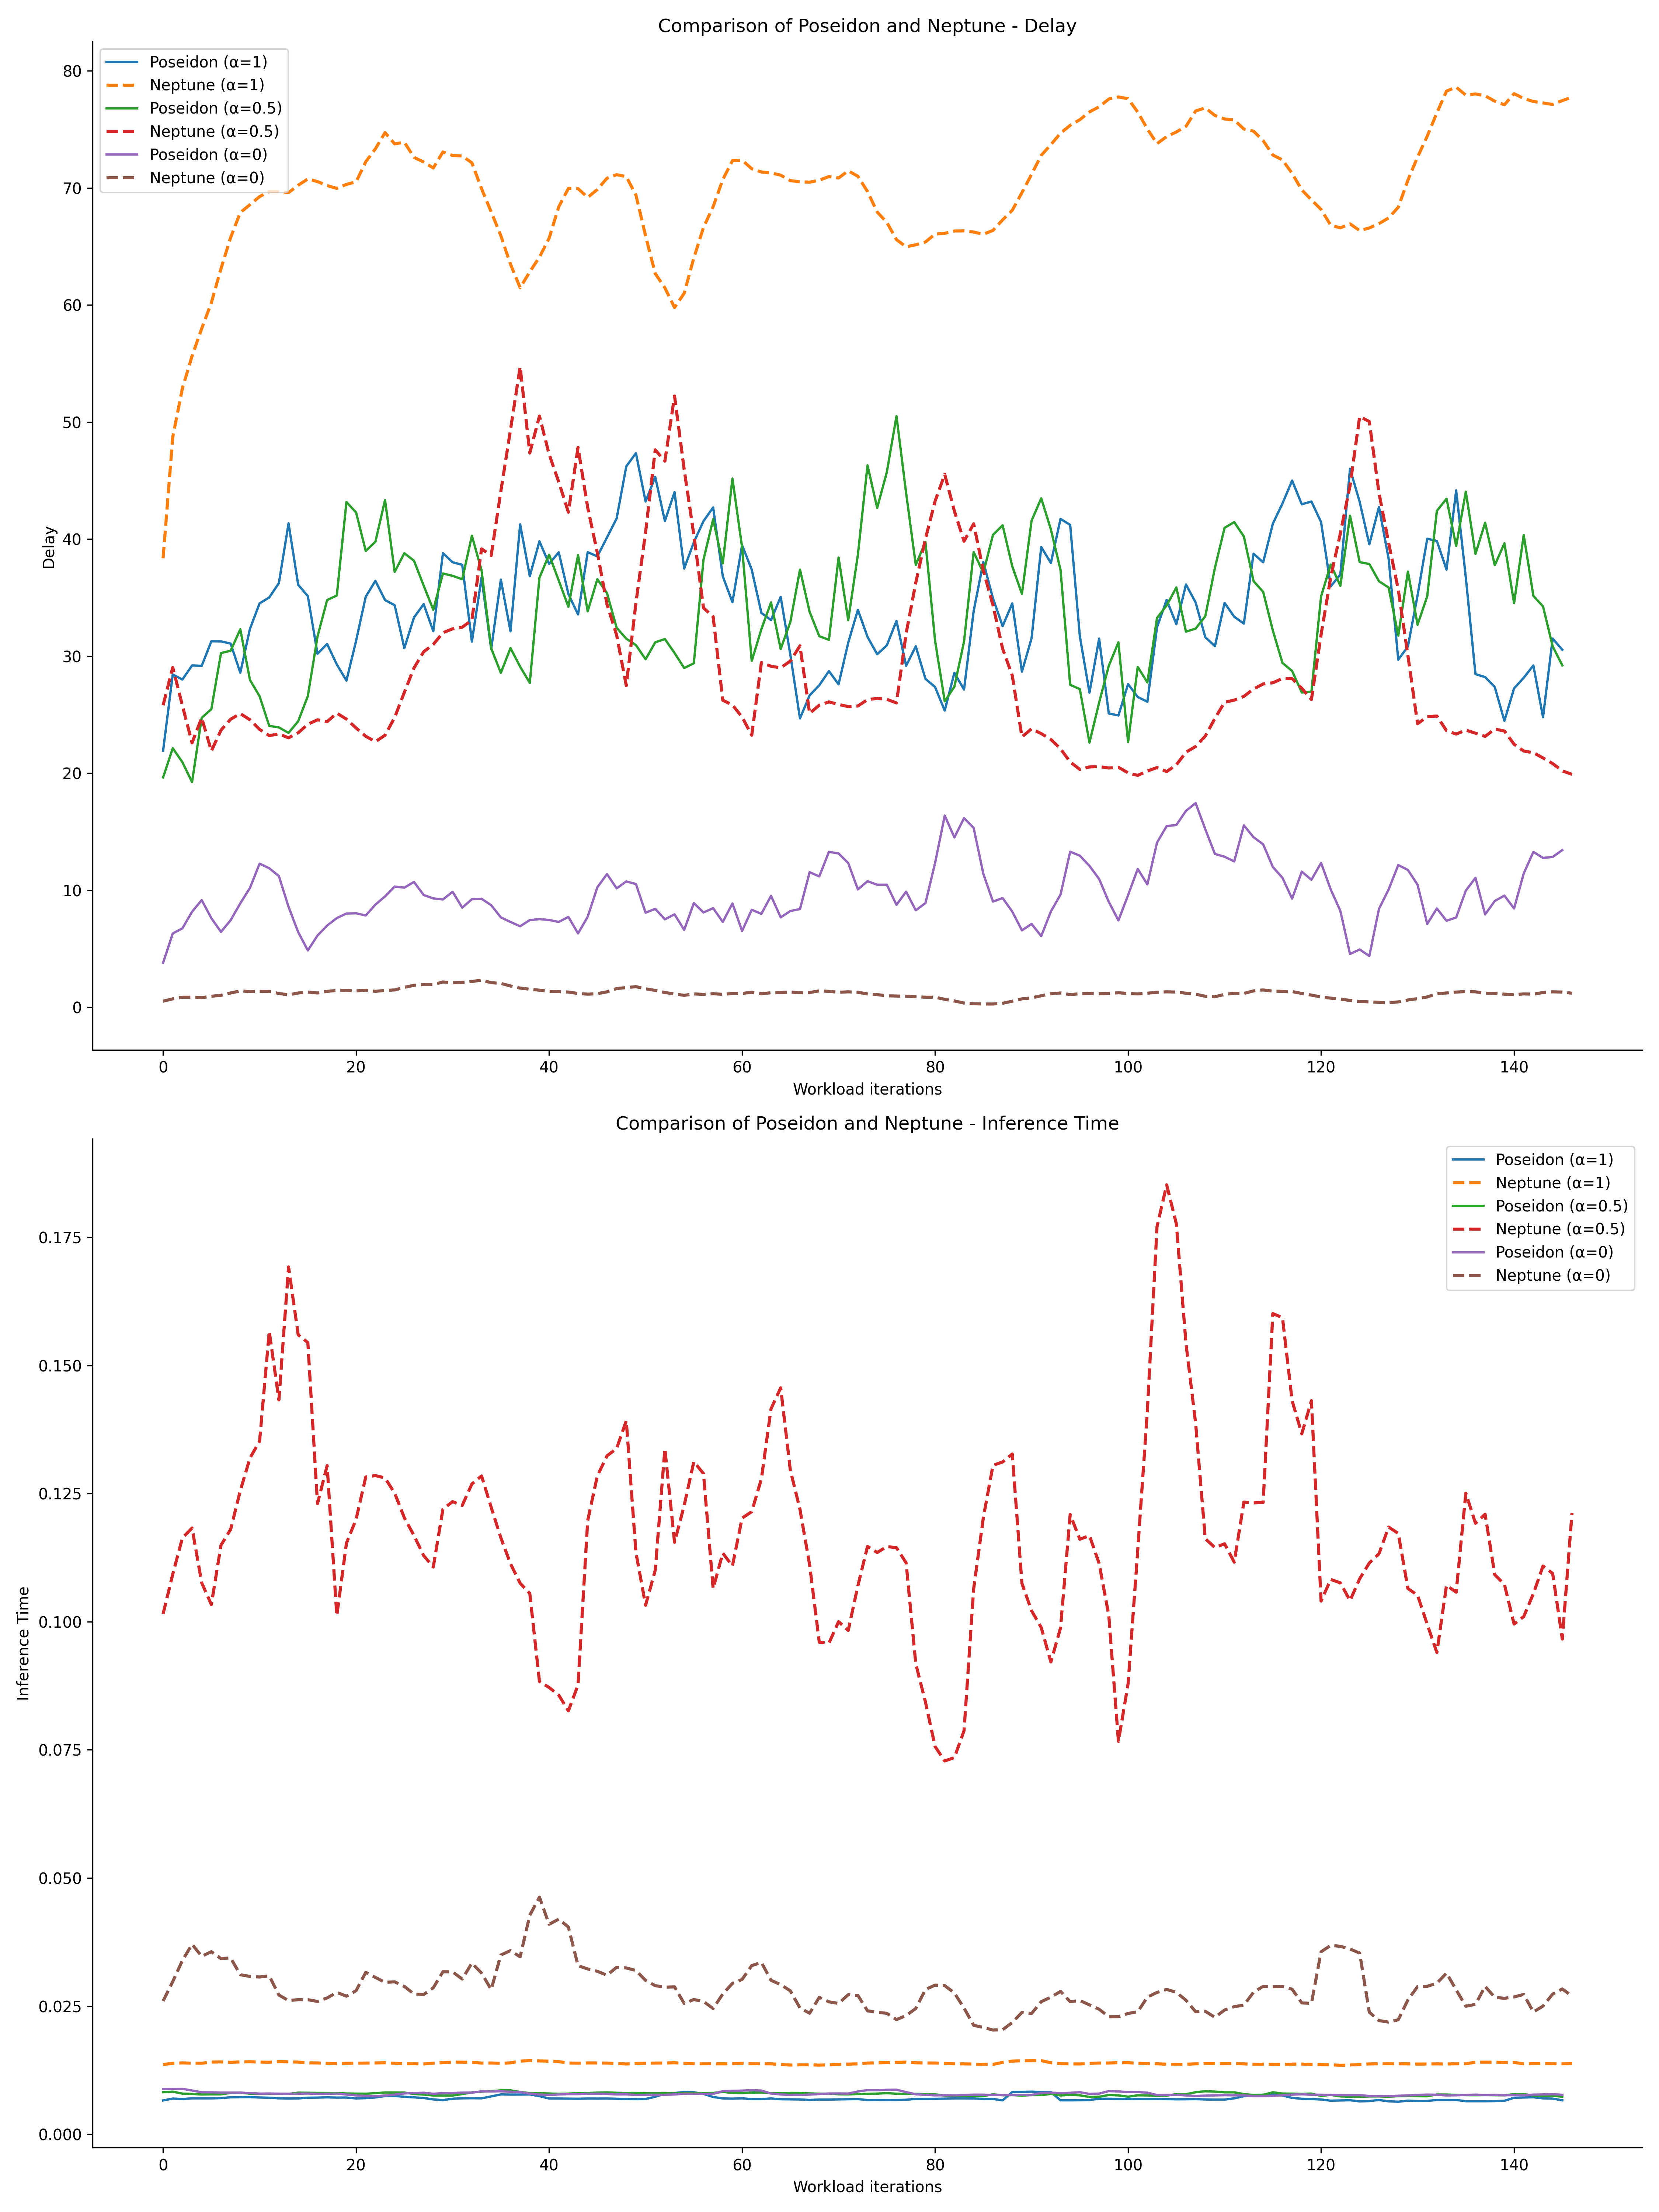 Comparison of Poseidon and Neptune - Delay
Poseidon (α=1)
Neptune (α=1)
Poseidon (α=0.5)
Neptune (α=0.5)
Poseidon (α=0)
Neptune (α=0)
80
70
60
50
40
30
20
10
0
Delay
0 20 40 60 80 100 120 140
Workload iterations
Comparison of Poseidon and Neptune - Inference Time
Poseidon (α=1)
Neptune (α=1)
Poseidon (α=0.5)
Neptune (α=0.5)
Poseidon (α=0)
Neptune (α=0)
0.175
0.150
0.125
0.100
0.075
0.050
0.025
0.000
Inference Time
0 20 40 60 80 100 120 140
Workload iterations